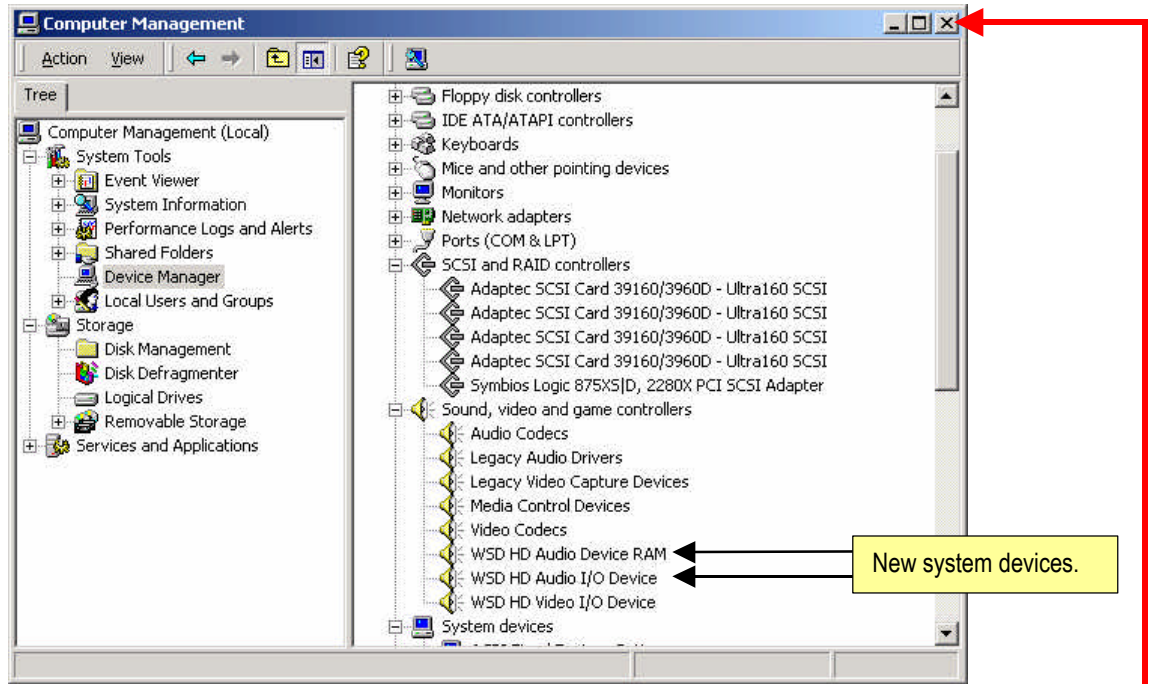 Computer Management
Action View
Tree
Computer Management (Local)
System Tools
Event Viewer
System Information
Performance Logs and Alerts
Shared Folders
Device Manager
Local Users and Groups
Storage
Disk Management
Disk Defragmenter
Logical Drives
Removable Storage
Services and Applications
Floppy disk controllers
IDE ATA/ATAPI controllers
Keyboards
Mice and other pointing devices
Monitors
Network adapters
Ports (COM & LPT)
SCSI and RAID controllers
Adaptec SCSI Card 39160/3960D - Ultra160 SCSI
Adaptec SCSI Card 39160/3960D - Ultra160 SCSI
Adaptec SCSI Card 39160/3960D - Ultra160 SCSI
Adaptec SCSI Card 39160/3960D - Ultra160 SCSI
Symbios Logic 875XS|D, 2280X PCI SCSI Adapter
Sound, video and game controllers
Audio Codecs
Legacy Audio Drivers
Legacy Video Capture Devices
Media Control Devices
Video Codecs
WSD HD Audio Device RAM
WSD HD Audio I/O Device
WSD HD Video I/O Device
System devices
New system devices.